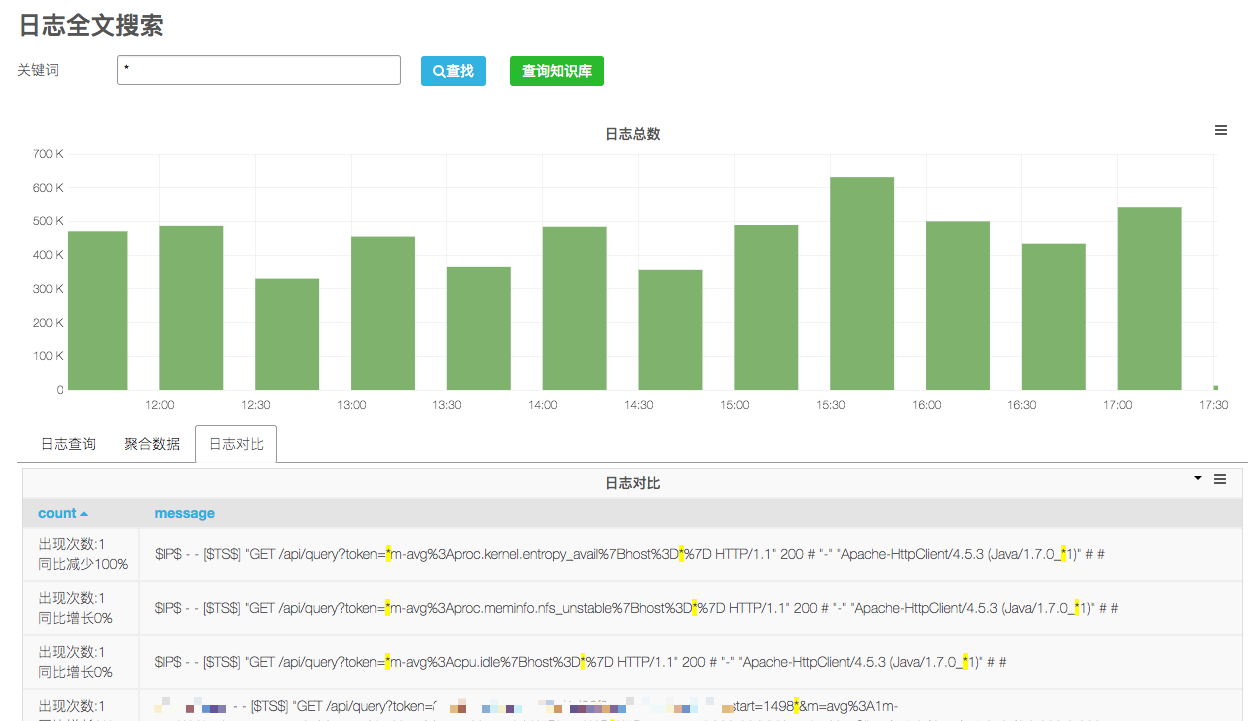 日志全文搜索
关键词 * 查找 查询知识库
日志总数
700 K
600 K
500 K
400 K
300 K
200 K
100 K
0
12:00 12:30 13:00 13:30 14:00 14:30 15:00 15:30 16:00 16:30 17:00 17:30
日志查询 聚合数据 日志对比
日志对比
count message
出现次数:1
同比减少100%
$IP$ - - [$TS$] "GET /api/query?token=*m-avg%3Aproc.kernel.entropy_avail%7Bhost%3D*%7D HTTP/1.1" 200 # "-" "Apache-HttpClient/4.5.3 (Java/1.7.0_*1)" # #
出现次数:1
同比增长0%
$IP$ - - [$TS$] "GET /api/query?token=*m-avg%3Aproc.meminfo.nfs_unstable%7Bhost%3D*%7D HTTP/1.1" 200 # "-" "Apache-HttpClient/4.5.3 (Java/1.7.0_*1)" # #
出现次数:1
同比增长0%
$IP$ - - [$TS$] "GET /api/query?token=*m-avg%3Acpu.idle%7Bhost%3D*%7D HTTP/1.1" 200 # "-" "Apache-HttpClient/4.5.3 (Java/1.7.0_*1)" # #
出现次数:1
- - [$TS$] "GET /api/query?token= start=1498*&m=avg%3A1m-